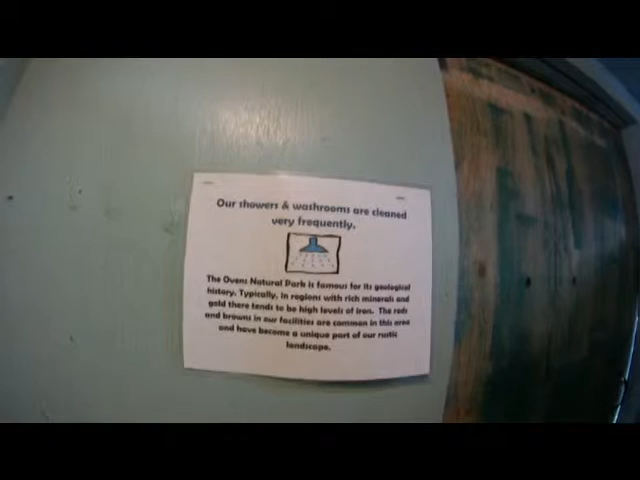 Our showers & washrooms are cleaned
very frequently.
The Ovens Natural Park is famous for its geological
history. Typically, in regions with rich minerals and
gold there tends to be high levels of iron. The reds
and browns in our facilities are common in this area
and have become a unique part of our rustic
landscape.